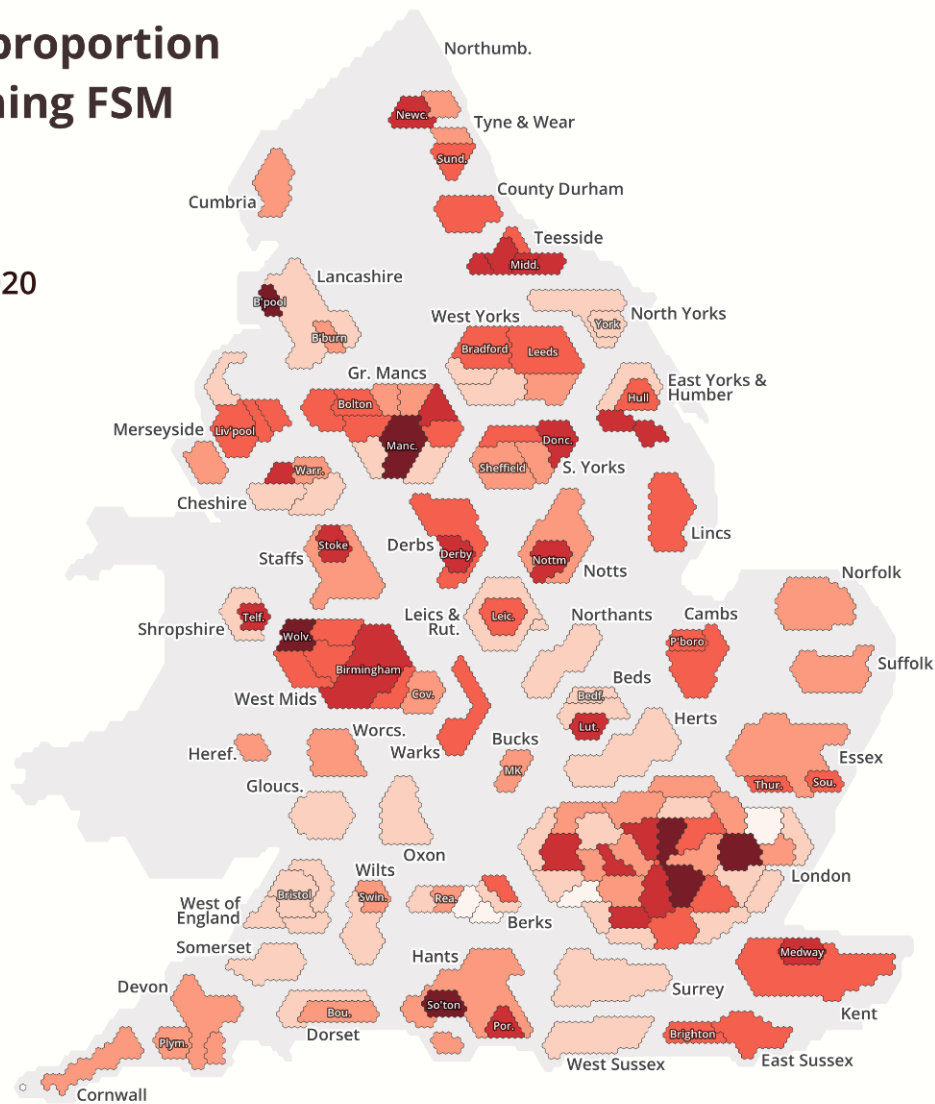 proportion
ning FSM
20
Northumb.
Newc.
Tyne & Wear
Sund.
Cumbria
County Durham
Teesside
Midd.
Lancashire
B'pool
B'burn
West Yorks
North Yorks
York
Bradford
Leeds
Gr. Mancs
Bolton
East Yorks &
Humber
Hull
Merseyside
Liv'pool
Manc.
Donc.
Sheffield
S. Yorks
Warr.
Cheshire
Lincs
Staffs
Stoke
Derbs
Derby
Nottm
Notts
Norfolk
Shropshire
Telf.
Leics &
Rut.
Leic.
Northants
Cambs
P'boro
Wolv.
Birmingham
West Mids
Cov.
Suffolk
Beds
Bedf.
Lut.
Herts
Worcs.
Warks
Bucks
MK
Heref.
Gloucs.
Essex
Thur.
Sou.
Oxon
Wilts
Swin.
London
West of
England
Bristol
Rea.
Berks
Somerset
Hants
Medway
Devon
Surrey
So'ton
Por.
Kent
Bou.
Dorset
Plym.
Brighton
West Sussex
East Sussex
Cornwall